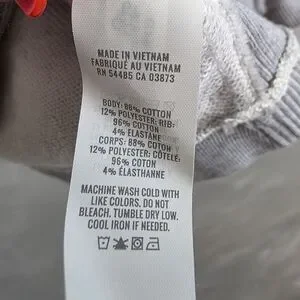 MADE IN VIETNAM
FABRIQUÉ AU VIETNAM
RN 54485 CA 03873
BODY: 88% COTTON
12% POLYESTER; RIB:
96% COTTON
4% ELASTANE
CORPS: 88% COTON
12% POLYESTER; CÔTELÉ:
96% COTON
4% ÉLASTHANNE
MACHINE WASH COLD WITH
LIKE COLORS. DO NOT
BLEACH. TUMBLE DRY LOW.
COOL IRON IF NEEDED.